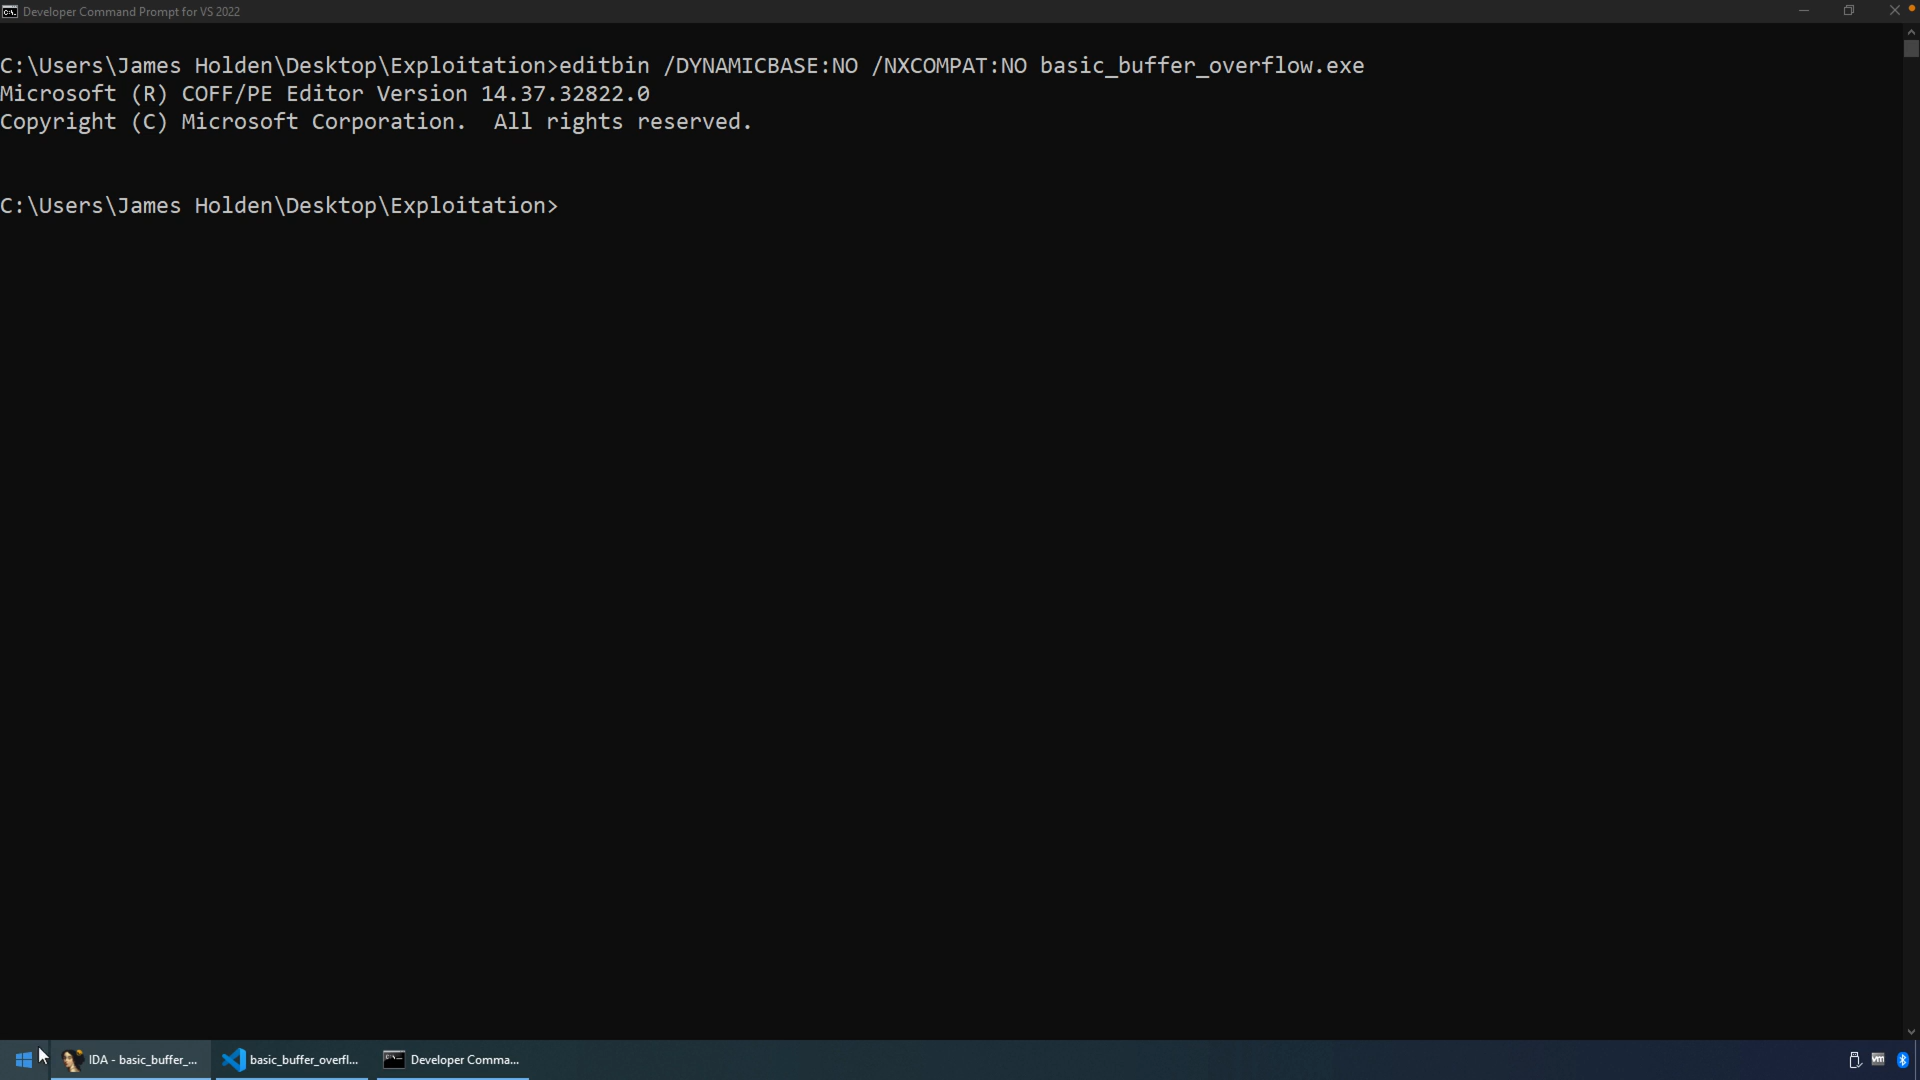 Developer Command Prompt for VS 2022
C:\Users\James Holden\Desktop\Exploitation>editbin /DYNAMICBASE:NO /NXCOMPAT:NO basic_buffer_overflow.exe
Microsoft (R) COFF/PE Editor Version 14.37.32822.0
Copyright (C) Microsoft Corporation.  All rights reserved.
C:\Users\James Holden\Desktop\Exploitation>
IDA - basic_buffer_...
basic_buffer_overfl...
Developer Comma...
vm